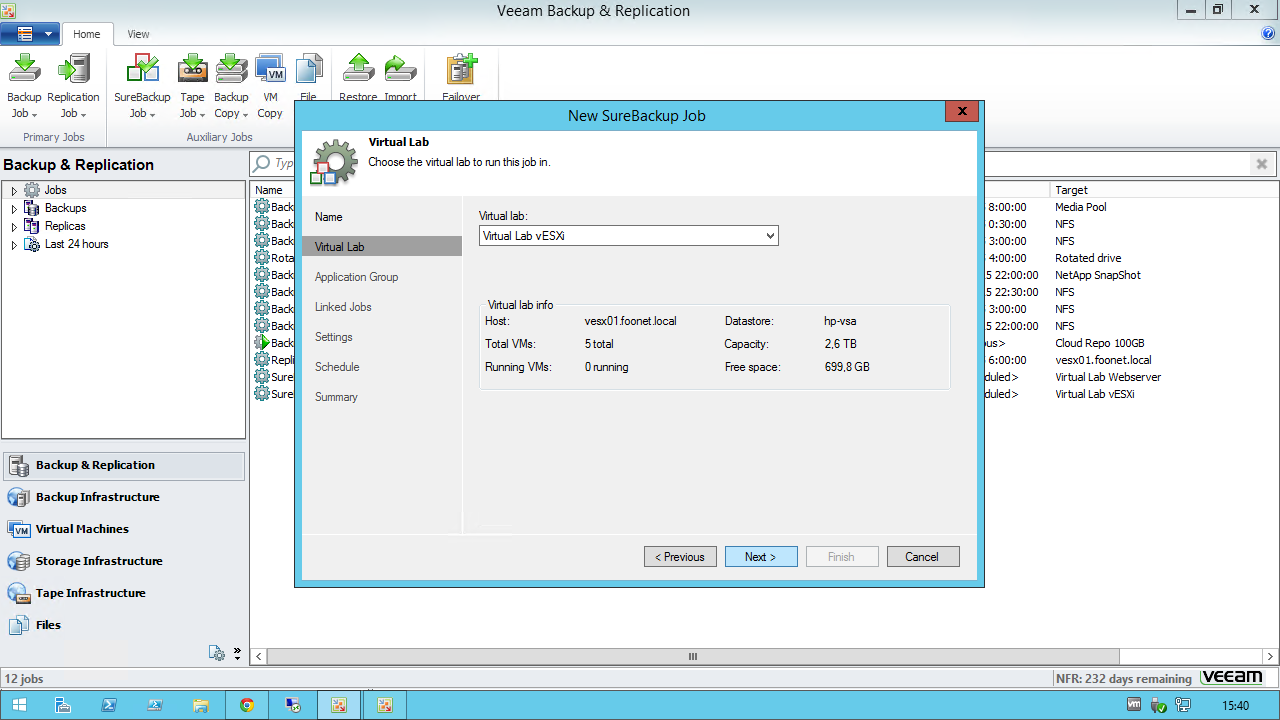 Veeam Backup & Replication
Home View
Backup Job Replication Job SureBackup Job Tape Job Backup Copy VM Copy File Restore Import Failover
Primary Jobs Auxiliary Jobs
Backup & Replication
Jobs
Backups
Replicas
Last 24 hours
Backup & Replication
Backup Infrastructure
Virtual Machines
Storage Infrastructure
Tape Infrastructure
Files
Name
Back
Back
Back
Rota
Back
Back
Back
Back
Back
Repli
Sure
Sure
New SureBackup Job
Virtual Lab
Choose the virtual lab to run this job in.
Name
Virtual Lab
Application Group
Linked Jobs
Settings
Schedule
Summary
Virtual lab:
Virtual Lab vESXi
Virtual lab info
Host: vesx01.foonet.local Datastore: hp-vsa
Total VMs: 5 total Capacity: 2,6 TB
Running VMs: 0 running Free space: 699,8 GB
< Previous Next > Finish Cancel
Target
8:00:00 Media Pool
0:30:00 NFS
3:00:00 NFS
4:00:00 Rotated drive
5 22:00:00 NetApp SnapShot
5 22:30:00 NFS
3:00:00 NFS
5 22:00:00 NFS
ous> Cloud Repo 100GB
6:00:00 vesx01.foonet.local
duled> Virtual Lab Webserver
duled> Virtual Lab vESXi
12 jobs
NFR: 232 days remaining veeam
15:40